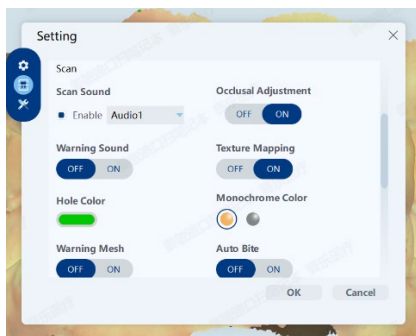 Setting
Scan
Scan Sound
Occlusal Adjustment
Enable Audio1
OFF ON
Warning Sound
Texture Mapping
OFF ON
OFF ON
Hole Color
Monochrome Color
Warning Mesh
Auto Bite
OFF ON
OFF ON
OK Cancel